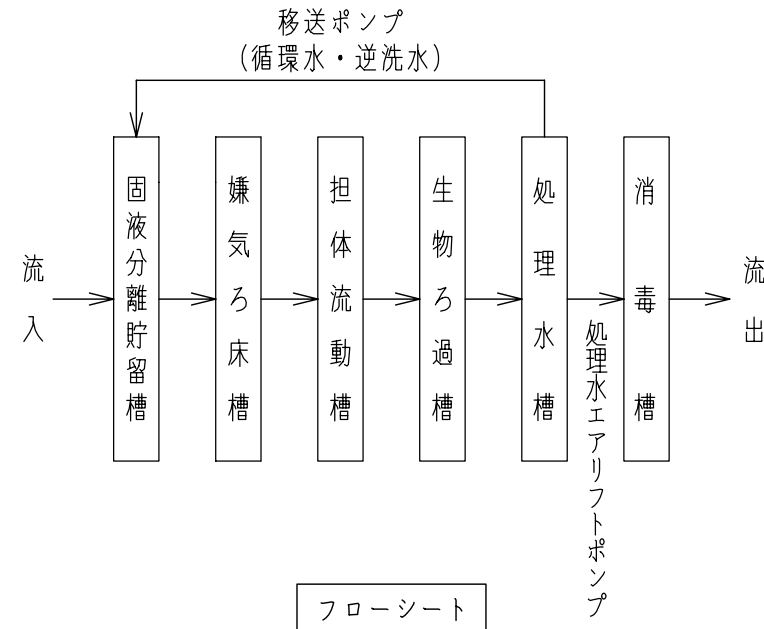 移送ポンプ
(循環水・逆洗水)
流入
固液分離貯留槽
嫌気ろ床槽
担体流動槽
生物ろ過槽
処理水槽
処理水エアリフトポンプ
消毒槽
流出
フローシート